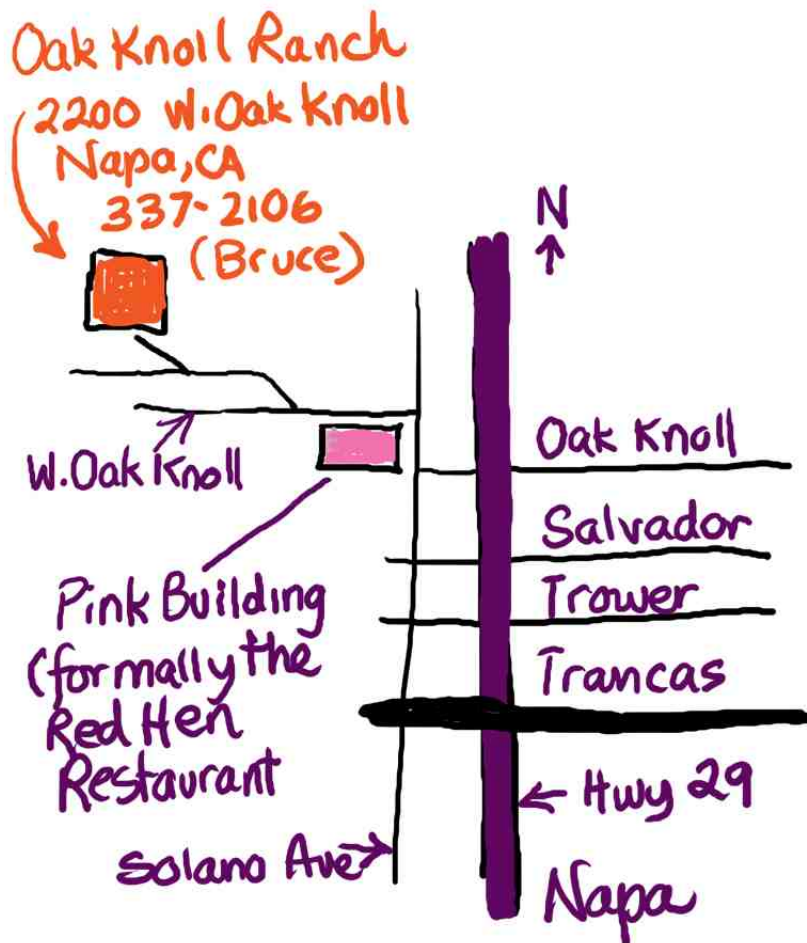 Oak Knoll Ranch
2200 W. Oak Knoll
Napa, CA
337-2106
(Bruce)
N
W. Oak Knoll
Oak Knoll
Salvador
Trower
Trancas
Pink Building
(formally the
Red Hen
Restaurant
Hwy 29
Solano Ave
Napa